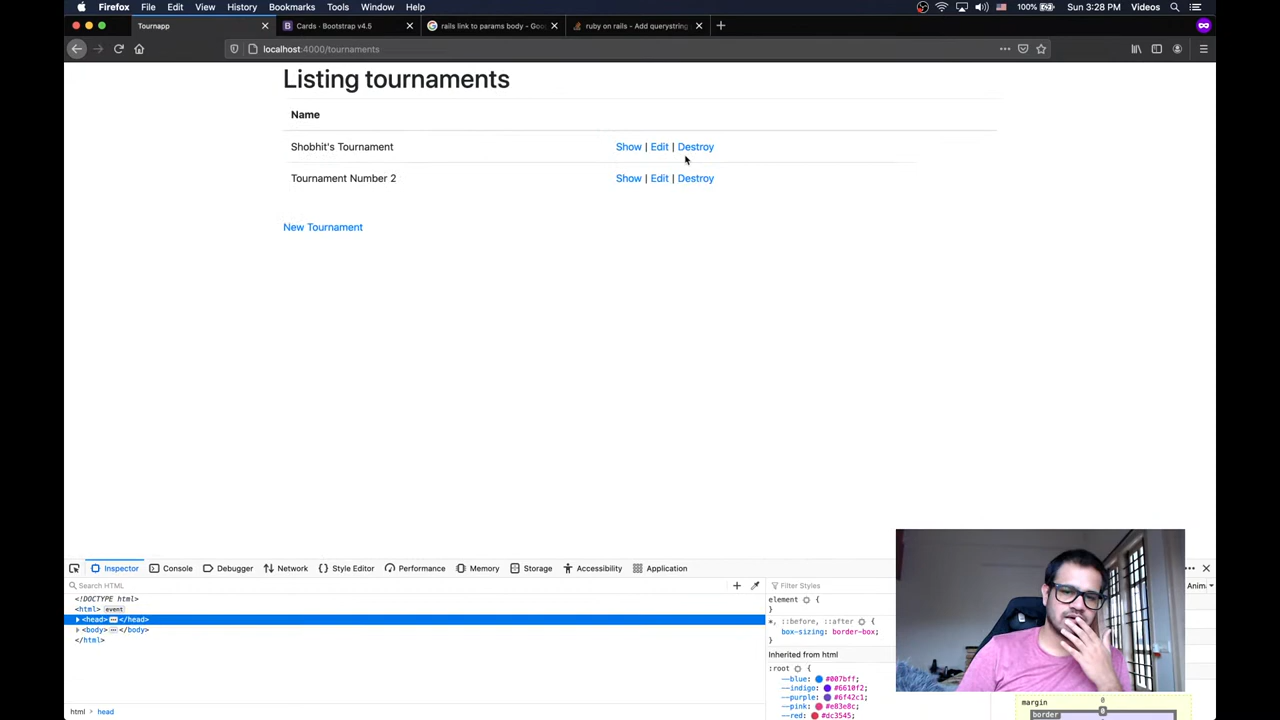 Firefox File Edit View History Bookmarks Tools Window Help 100% Sun 3:28 PM Videos
Tournapp Cards · Bootstrap v4.5 rails link to params body - Goo ruby on rails - Add querystring
localhost:4000/tournaments
Listing tournaments
Name
Shobhit's Tournament Show | Edit | Destroy
Tournament Number 2 Show | Edit | Destroy
New Tournament
Inspector Console Debugger Network Style Editor Performance Memory Storage Accessibility Application
Search HTML Filter Styles Anim
<!DOCTYPE html> element {
<html> event }
<head> </head> *, ::before, ::after {
<body> </body> box-sizing: border-box;
</html> }
Inherited from html
:root {
--blue: #007bff;
--indigo: #6610f2;
--purple: #6f42c1;
--pink: #e83e8c;
--red: #dc3545;
margin 0
border
html > head